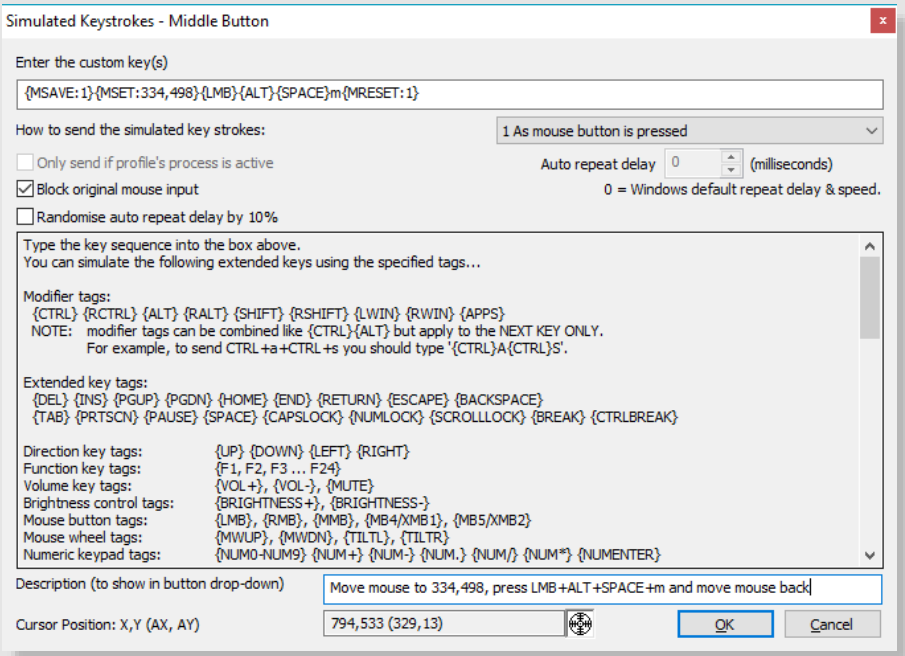 Simulated Keystrokes - Middle Button
x
Enter the custom key(s)
{MSAVE:1}{MSET:334,498}{LMB}{ALT}{SPACE}m{MRESET:1}
How to send the simulated key strokes:
1 As mouse button is pressed
Only send if profile's process is active
Auto repeat delay 0 (milliseconds)
Block original mouse input
0 = Windows default repeat delay & speed.
Randomise auto repeat delay by 10%
Type the key sequence into the box above.
You can simulate the following extended keys using the specified tags...
Modifier tags:
{CTRL} {RCTRL} {ALT} {RALT} {SHIFT} {RSHIFT} {LWIN} {RWIN} {APPS}
NOTE: modifier tags can be combined like {CTRL}{ALT} but apply to the NEXT KEY ONLY.
For example, to send CTRL+a+CTRL+s you should type '{CTRL}A{CTRL}S'.
Extended key tags:
{DEL} {INS} {PGUP} {PGDN} {HOME} {END} {RETURN} {ESCAPE} {BACKSPACE}
{TAB} {PRTSCN} {PAUSE} {SPACE} {CAPSLOCK} {NUMLOCK} {SCROLLLOCK} {BREAK} {CTRLBREAK}
Direction key tags: {UP} {DOWN} {LEFT} {RIGHT}
Function key tags: {F1, F2, F3 ... F24}
Volume key tags: {VOL+}, {VOL-}, {MUTE}
Brightness control tags: {BRIGHTNESS+}, {BRIGHTNESS-}
Mouse button tags: {LMB}, {RMB}, {MMB}, {MB4/XMB1}, {MB5/XMB2}
Mouse wheel tags: {MWUP}, {MWDN}, {TILTL}, {TILTR}
Numeric keypad tags: {NUM0-NUM9} {NUM+} {NUM-} {NUM.} {NUM/} {NUM*} {NUMENTER}
Description (to show in button drop-down)
Move mouse to 334,498, press LMB+ALT+SPACE+m and move mouse back
Cursor Position: X,Y (AX, AY)
794,533 (329,13)
OK
Cancel